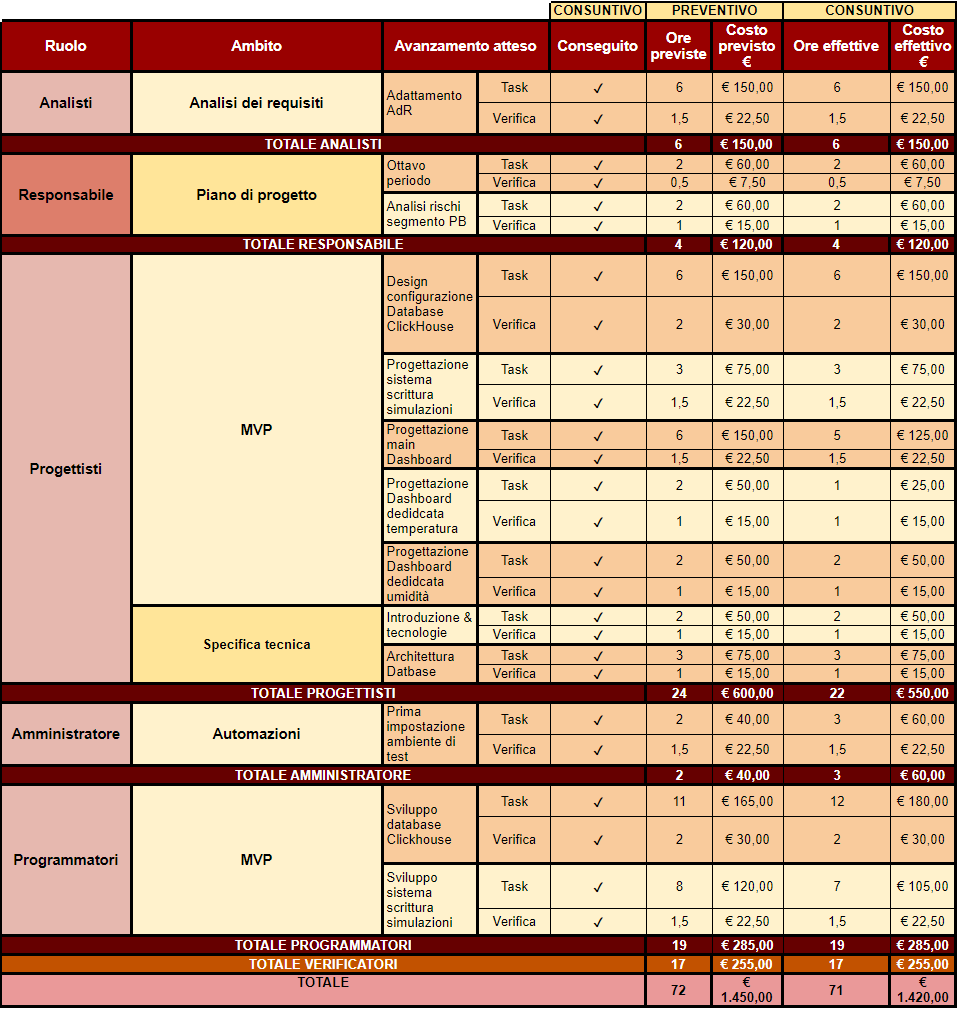 CONSUNTIVO PREVENTIVO CONSUNTIVO
Ruolo Ambito Avanzamento atteso Conseguito Ore previste Costo previsto € Ore effettive Costo effettivo €
Analisti Analisi dei requisiti Adattamento AdR Task ✓ 6 € 150,00 6 € 150,00
Verifica ✓ 1,5 € 22,50 1,5 € 22,50
TOTALE ANALISTI 6 € 150,00 6 € 150,00
Responsabile Piano di progetto Ottavo periodo Task ✓ 2 € 60,00 2 € 60,00
Verifica ✓ 0,5 € 7,50 0,5 € 7,50
Analisi rischi segmento PB Task ✓ 2 € 60,00 2 € 60,00
Verifica ✓ 1 € 15,00 1 € 15,00
TOTALE RESPONSABILE 4 € 120,00 4 € 120,00
Progettisti MVP Design configurazione Database ClickHouse Task ✓ 6 € 150,00 6 € 150,00
Verifica ✓ 2 € 30,00 2 € 30,00
Progettazione sistema scrittura simulazioni Task ✓ 3 € 75,00 3 € 75,00
Verifica ✓ 1,5 € 22,50 1,5 € 22,50
Progettazione main Dashboard Task ✓ 6 € 150,00 5 € 125,00
Verifica ✓ 1,5 € 22,50 1,5 € 22,50
Progettazione Dashboard dedidcata temperatura Task ✓ 2 € 50,00 1 € 25,00
Verifica ✓ 1 € 15,00 1 € 15,00
Progettazione Dashboard dedidcata umidità Task ✓ 2 € 50,00 2 € 50,00
Verifica ✓ 1 € 15,00 1 € 15,00
Specifica tecnica Introduzione & tecnologie Task ✓ 2 € 50,00 2 € 50,00
Verifica ✓ 1 € 15,00 1 € 15,00
Architettura Datbase Task ✓ 3 € 75,00 3 € 75,00
Verifica ✓ 1 € 15,00 1 € 15,00
TOTALE PROGETTISTI 24 € 600,00 22 € 550,00
Amministratore Automazioni Prima impostazione ambiente di test Task ✓ 2 € 40,00 3 € 60,00
Verifica ✓ 1,5 € 22,50 1,5 € 22,50
TOTALE AMMINISTRATORE 2 € 40,00 3 € 60,00
Programmatori MVP Sviluppo database Clickhouse Task ✓ 11 € 165,00 12 € 180,00
Verifica ✓ 2 € 30,00 2 € 30,00
Sviluppo sistema scrittura simulazioni Task ✓ 8 € 120,00 7 € 105,00
Verifica ✓ 1,5 € 22,50 1,5 € 22,50
TOTALE PROGRAMMATORI 19 € 285,00 19 € 285,00
TOTALE VERIFICATORI 17 € 255,00 17 € 255,00
TOTALE 72 € 1.450,00 71 € 1.420,00